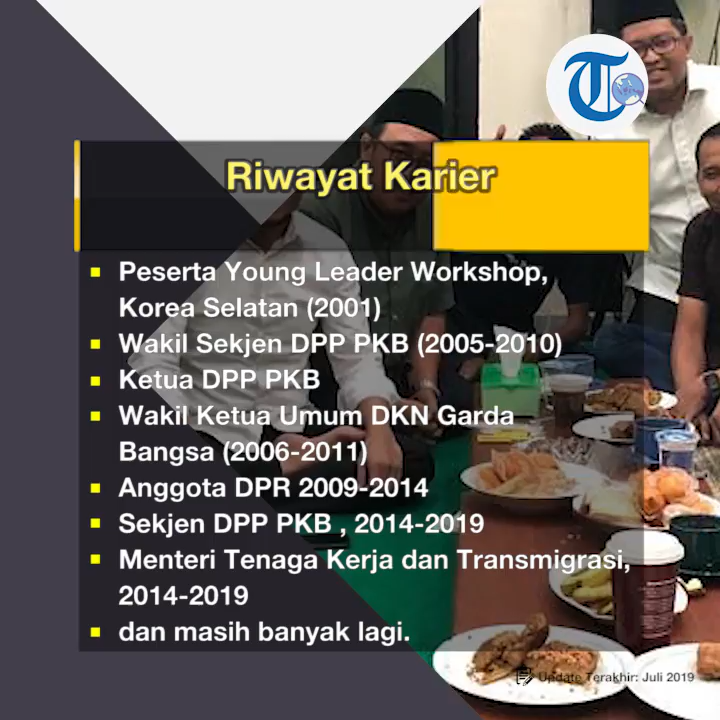 T
Riwayat Karier
Peserta Young Leader Workshop,
Korea Selatan (2001)
Wakil Sekjen DPP PKB (2005-2010)
Ketua DPP PKB
Wakil Ketua Umum DKN Garda
Bangsa (2006-2011)
Anggota DPR 2009-2014
Sekjen DPP PKB , 2014-2019
Menteri Tenaga Kerja dan Transmigrasi,
2014-2019
dan masih banyak lagi.
Update Terakhir: Juli 2019